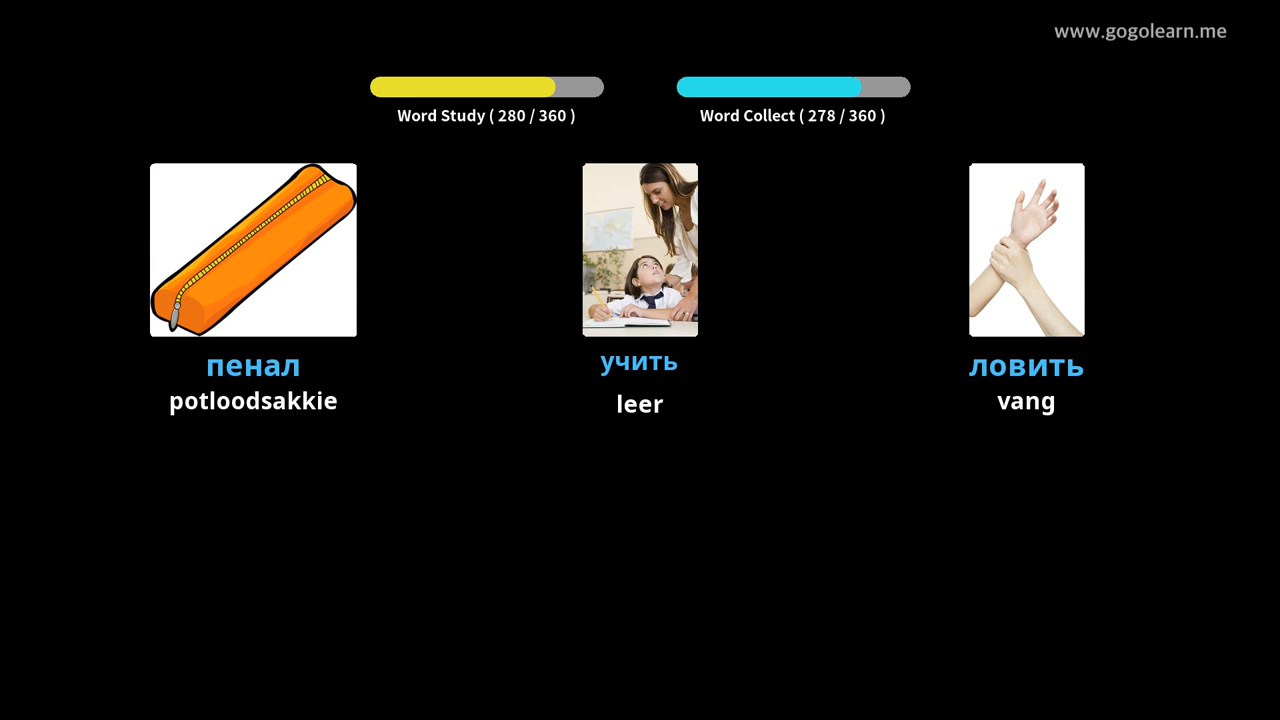 www.gogolearn.me
Word Study ( 280 / 360 )
Word Collect ( 278 / 360 )
пенал
potloodsakkie
учить
leer
ловить
vang